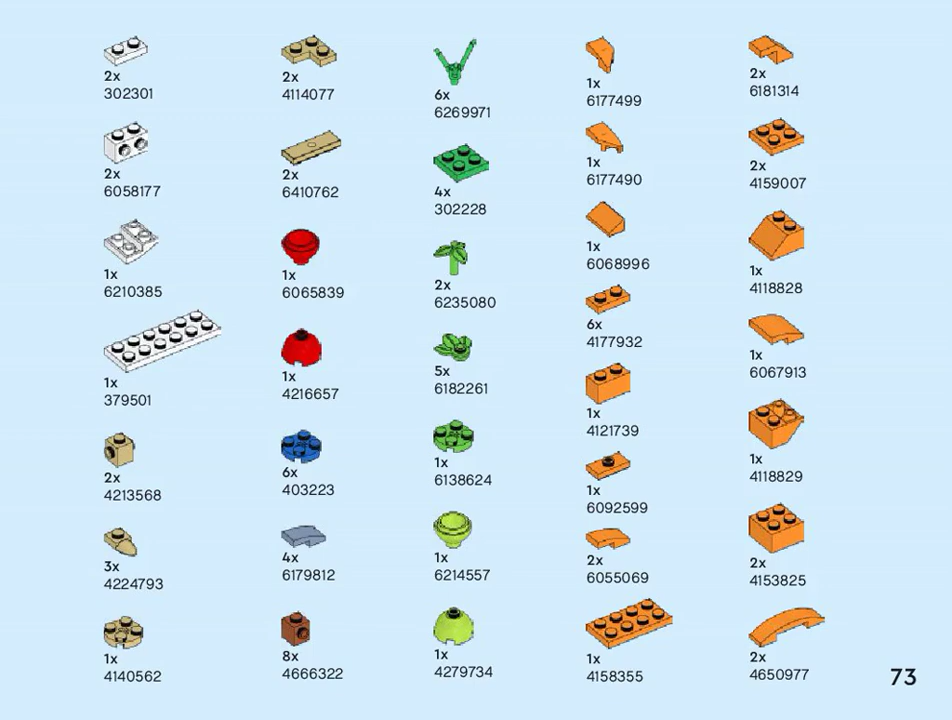 2x
302301
2x
6058177
1x
6210385
1x
379501
2x
4213568
3x
4224793
1x
4140562
2x
4114077
2x
6410762
1x
6065839
1x
4216657
6x
403223
4x
6179812
8x
4666322
6x
6269971
4x
302228
2x
6235080
5x
6182261
1x
6138624
1x
6214557
1x
4279734
1x
6177499
1x
6177490
1x
6068996
6x
4177932
1x
4121739
1x
6092599
2x
6055069
1x
4158355
2x
6181314
2x
4159007
1x
4118828
1x
6067913
1x
4118829
2x
4153825
2x
4650977
73